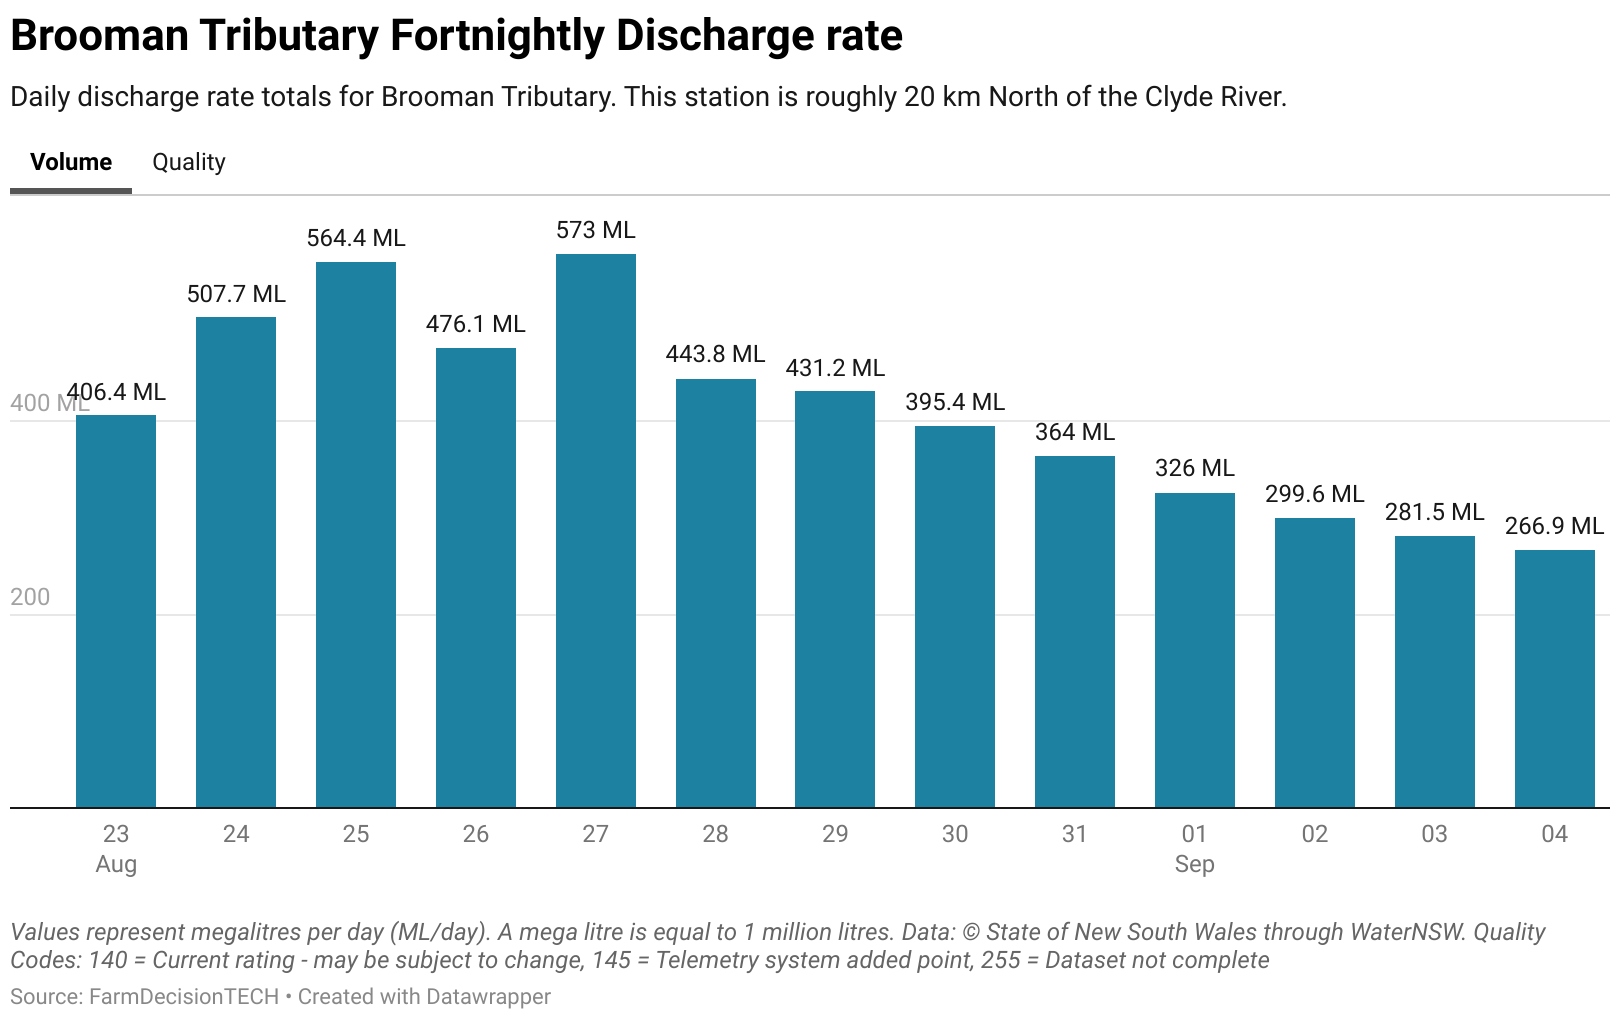 Brooman Tributary Fortnightly Discharge rate
Daily discharge rate totals for Brooman Tributary. This station is roughly 20 km North of the Clyde River.
Volume Quality
573 ML
564.4 ML
507.7 ML
476.1 ML
443.8 ML
431.2 ML
406.4 ML
395.4 ML
400 ML
364 ML
326 ML
299.6 ML
281.5 ML
266.9 ML
200
23 24 25 26 27 28 29 30 31 01 02 03 04
Aug Sep
Values represent megalitres per day (ML/day). A mega litre is equal to 1 million litres. Data: © State of New South Wales through WaterNSW. Quality
Codes: 140 = Current rating - may be subject to change, 145 = Telemetry system added point, 255 = Dataset not complete
Source: FarmDecisionTECH • Created with Datawrapper